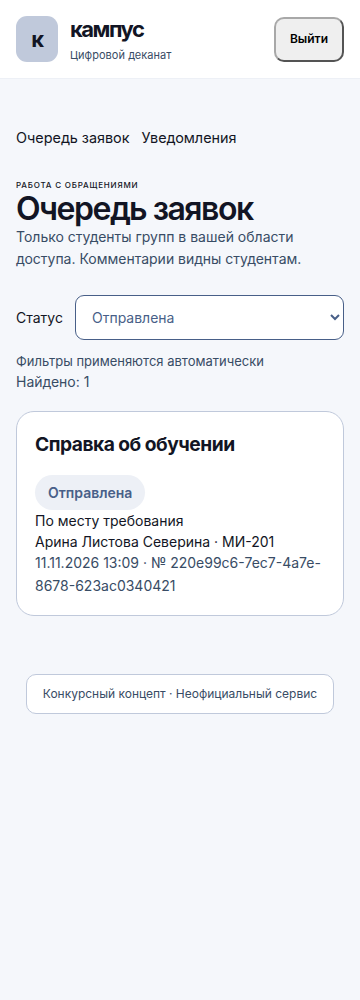 к
кампус
Цифровой деканат
Выйти
Очередь заявок Уведомления
РАБОТА С ОБРАЩЕНИЯМИ
Очередь заявок
Только студенты групп в вашей области
доступа. Комментарии видны студентам.
Статус Отправлена
Фильтры применяются автоматически
Найдено: 1
Справка об обучении
Отправлена
По месту требования
Арина Листова Северина · МИ-201
11.11.2026 13:09 · № 220e99c6-7ec7-4a7e-
8678-623ac0340421
Конкурсный концепт · Неофициальный сервис